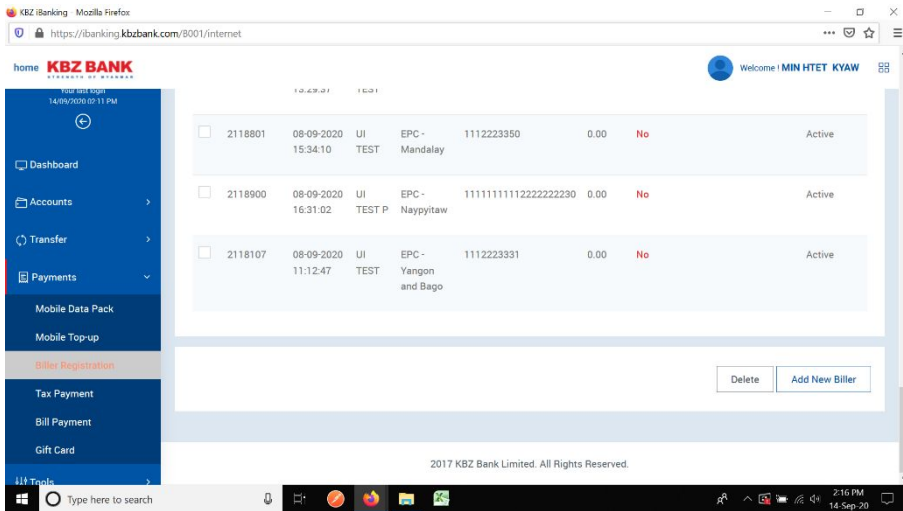 KBZ iBanking - Mozilla Firefox
https://ibanking.kbzbank.com/8001/internet
home KBZ BANK
STRENGTH OF MYANMAR
Welcome ! MIN HTET KYAW
Your last login
14/09/2020 02:11 PM
Dashboard
Accounts
Transfer
Payments
Mobile Data Pack
Mobile Top-up
Biller Registration
Tax Payment
Bill Payment
Gift Card
Tools
13:29:37 TEST
2118801 08-09-2020 UI EPC - 1112223350 0.00 No Active
15:34:10 TEST Mandalay
2118900 08-09-2020 UI EPC - 11111111112222222230 0.00 No Active
16:31:02 TEST P Naypyitaw
2118107 08-09-2020 UI EPC - 1112223331 0.00 No Active
11:12:47 TEST Yangon
and Bago
Delete Add New Biller
2017 KBZ Bank Limited. All Rights Reserved.
Type here to search
2:16 PM
14-Sep-20